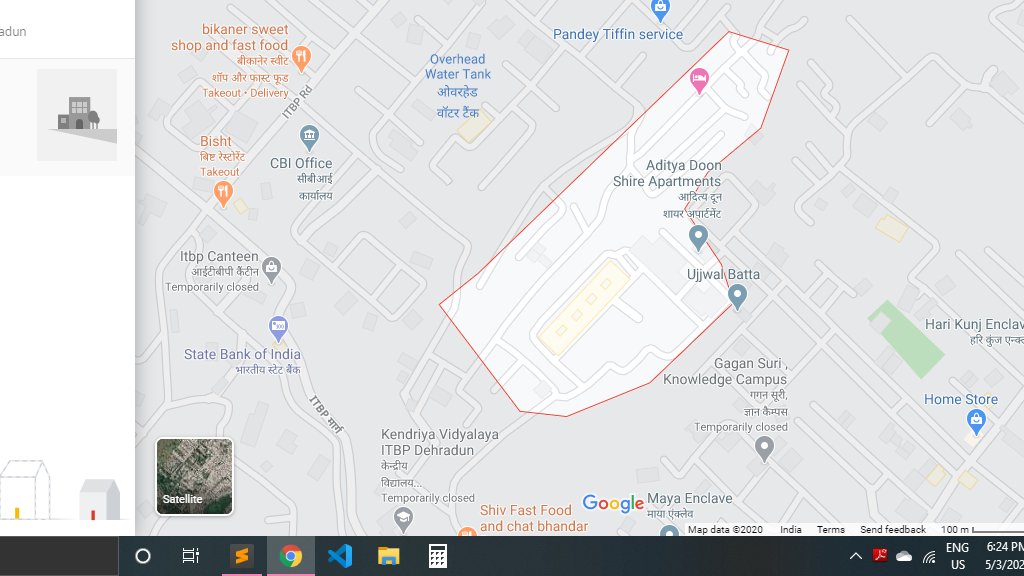 adun
bikaner sweet
shop and fast food
बीकानेर स्वीट
शॉप और फास्ट फूड
Takeout • Delivery
ITBP Rd
Overhead
Water Tank
ओवरहेड
वॉटर टैंक
Pandey Tiffin service
Bisht
बिष्ट रेस्टोरेंट
Takeout
CBI Office
सीबीआई
कार्यालय
Aditya Doon
Shire Apartments
आदित्य दून
शायर अपार्टमेंट
Itbp Canteen
आईटीबीपी कैंटीन
Temporarily closed
Ujjwal Batta
State Bank of India
भारतीय स्टेट बैंक
Hari Kunj Enclav
हरि कुंज एन्क्ल
Gagan Suri ,
Knowledge Campus
गगन सूरी,
ज्ञान कैम्पस
Temporarily closed
Home Store
ITBP मार्ग
Kendriya Vidyalaya
ITBP Dehradun
केन्द्रीय
विद्यालय...
Temporarily closed
Satellite
Shiv Fast Food
and chat bhandar
Google
Maya Enclave
माया एंक्लेव
Map data ©2020 India Terms Send feedback 100 m
ENG
US
6:24 PM
5/3/202